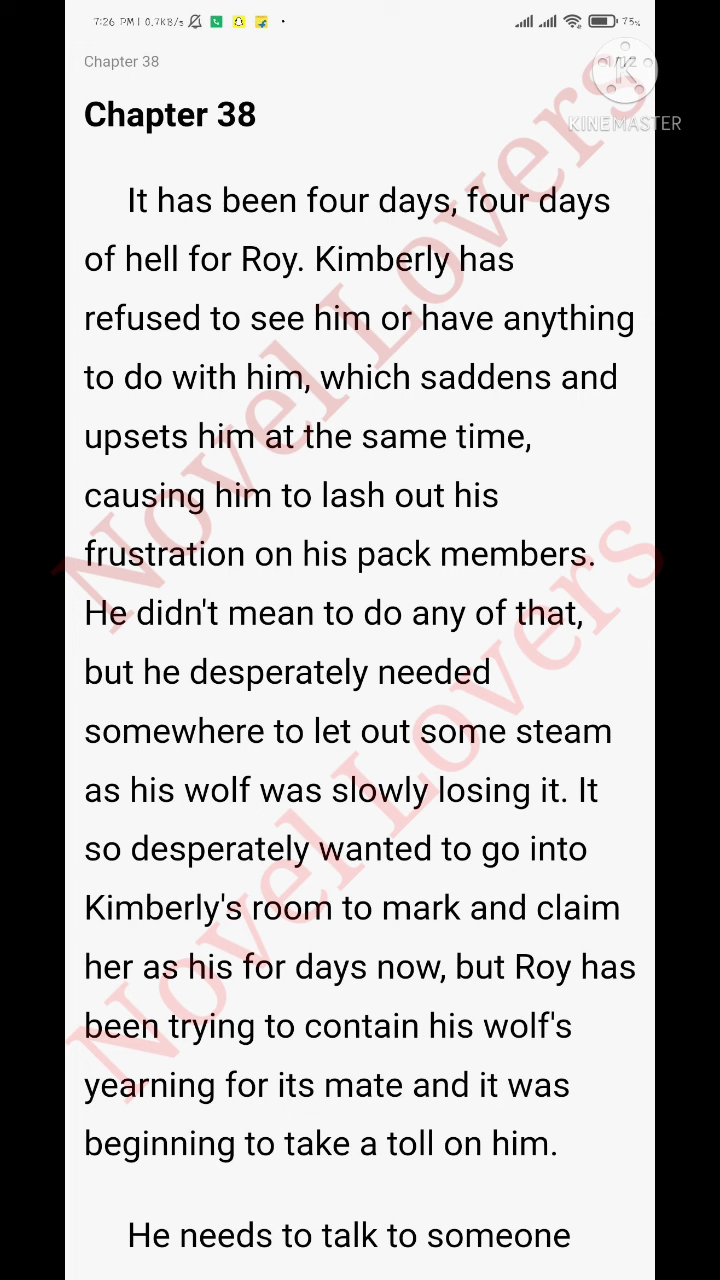 7:26 PM | 0.7KB/s
75%
Chapter 38
1/12
KINEMASTER
Chapter 38
It has been four days, four days
of hell for Roy. Kimberly has
refused to see him or have anything
to do with him, which saddens and
upsets him at the same time,
causing him to lash out his
frustration on his pack members.
He didn't mean to do any of that,
but he desperately needed
somewhere to let out some steam
as his wolf was slowly losing it. It
so desperately wanted to go into
Kimberly's room to mark and claim
her as his for days now, but Roy has
been trying to contain his wolf's
yearning for its mate and it was
beginning to take a toll on him.
He needs to talk to someone
Novel Lovers
Novel Lovers